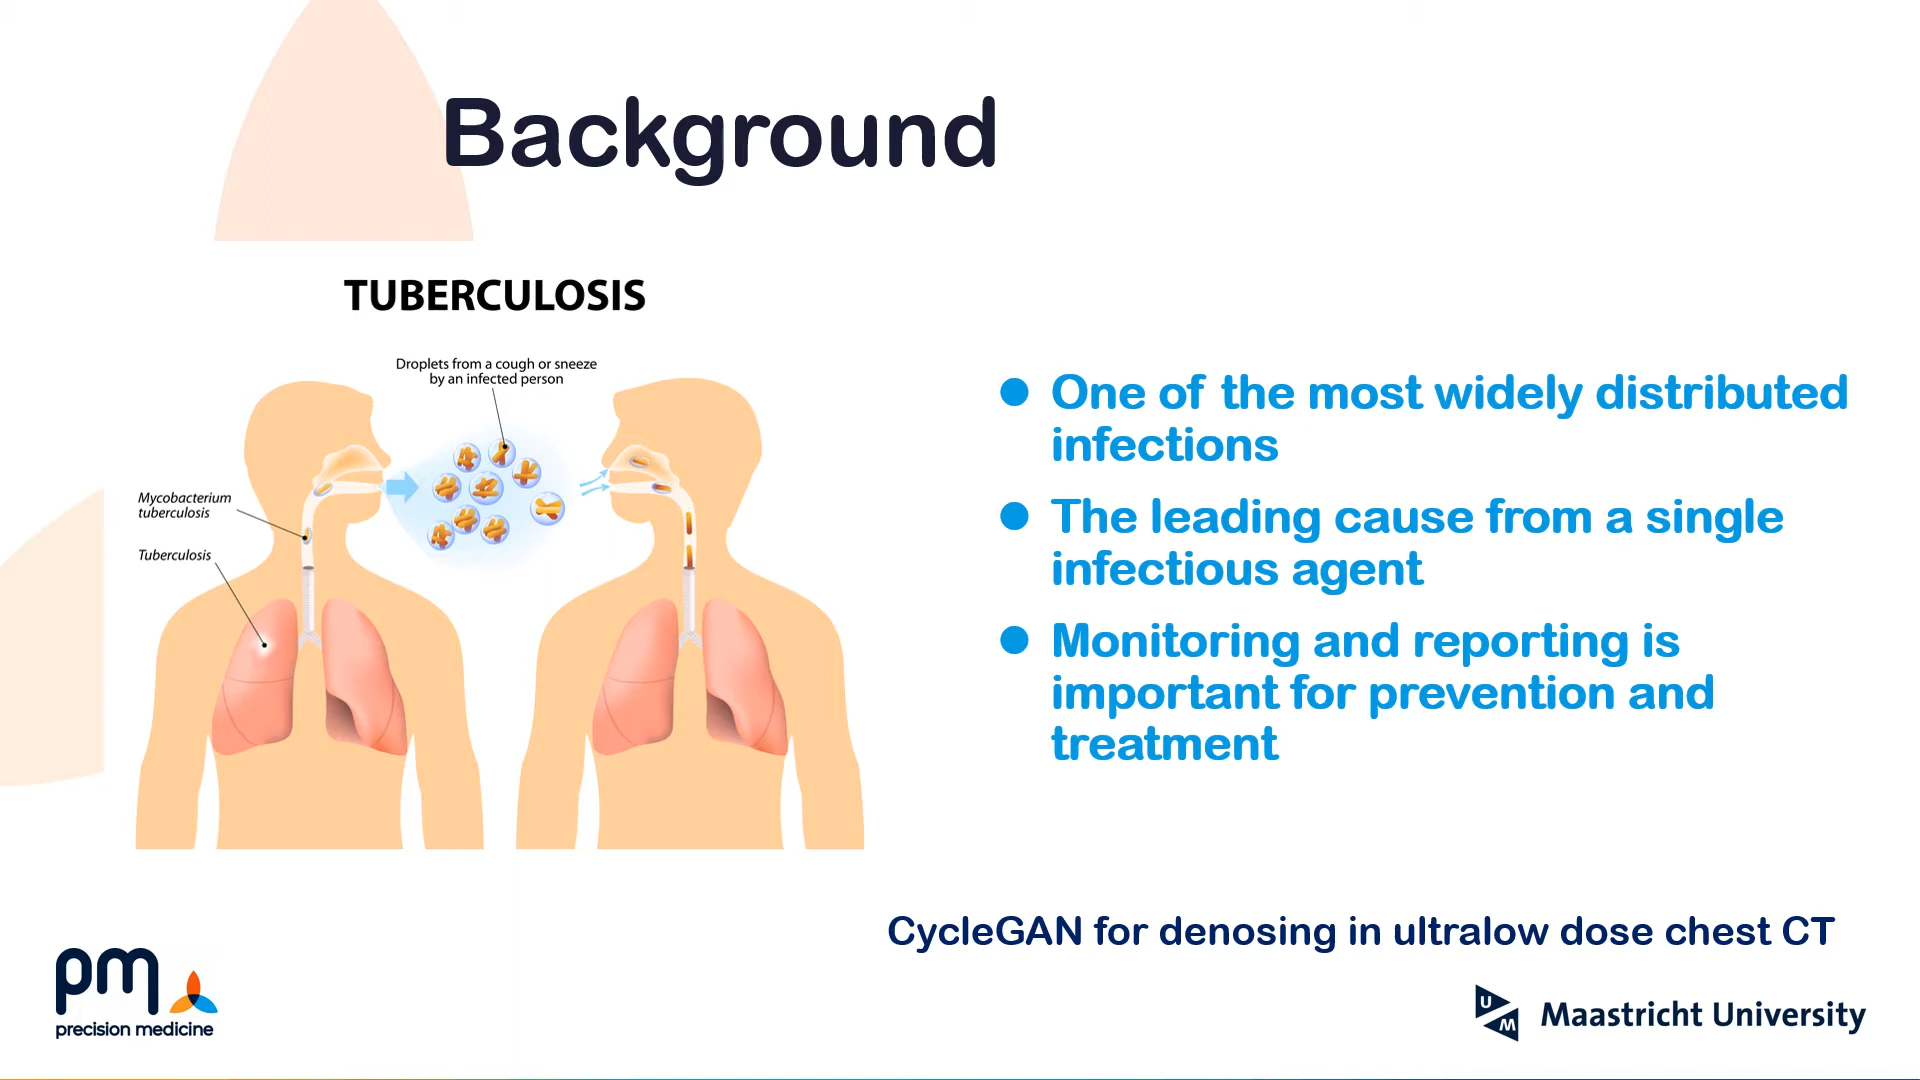 Background
TUBERCULOSIS
Droplets from a cough or sneeze
by an infected person
Mycobacterium
tuberculosis
Tuberculosis
One of the most widely distributed
infections
The leading cause from a single
infectious agent
Monitoring and reporting is
important for prevention and
treatment
CycleGAN for denosing in ultralow dose chest CT
pm
precision medicine
UM
Maastricht University